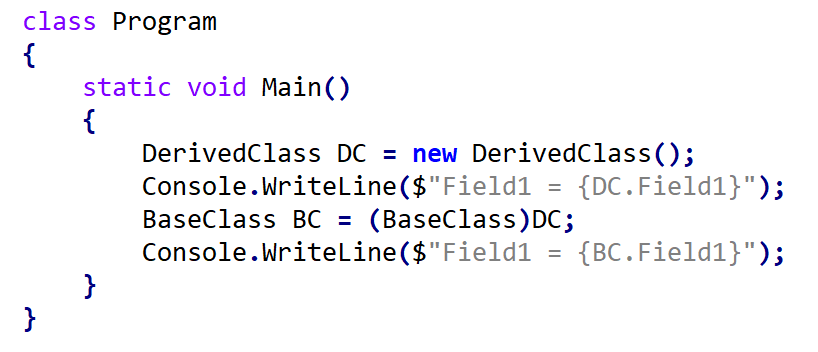 class Program
{
    static void Main()
    {
        DerivedClass DC = new DerivedClass();
        Console.WriteLine($"Field1 = {DC.Field1}");
        BaseClass BC = (BaseClass)DC;
        Console.WriteLine($"Field1 = {BC.Field1}");
    }
}